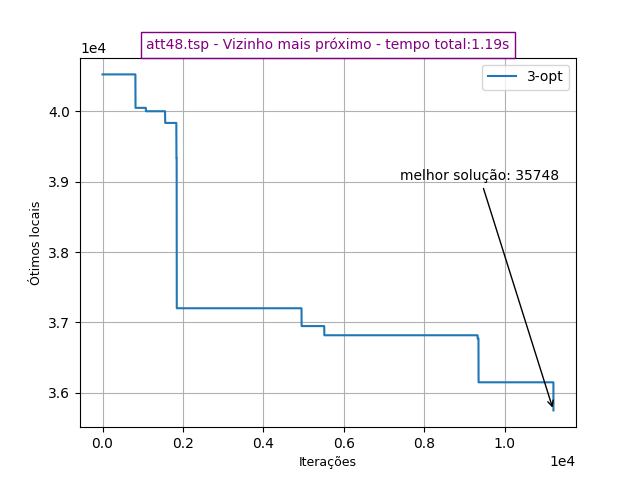 att48.tsp - Vizinho mais próximo - tempo total:1.19s
1e4
3-opt
melhor solução: 35748
Ótimos locais
4.0
3.9
3.8
3.7
3.6
0.0 0.2 0.4 0.6 0.8 1.0
Iterações
1e4